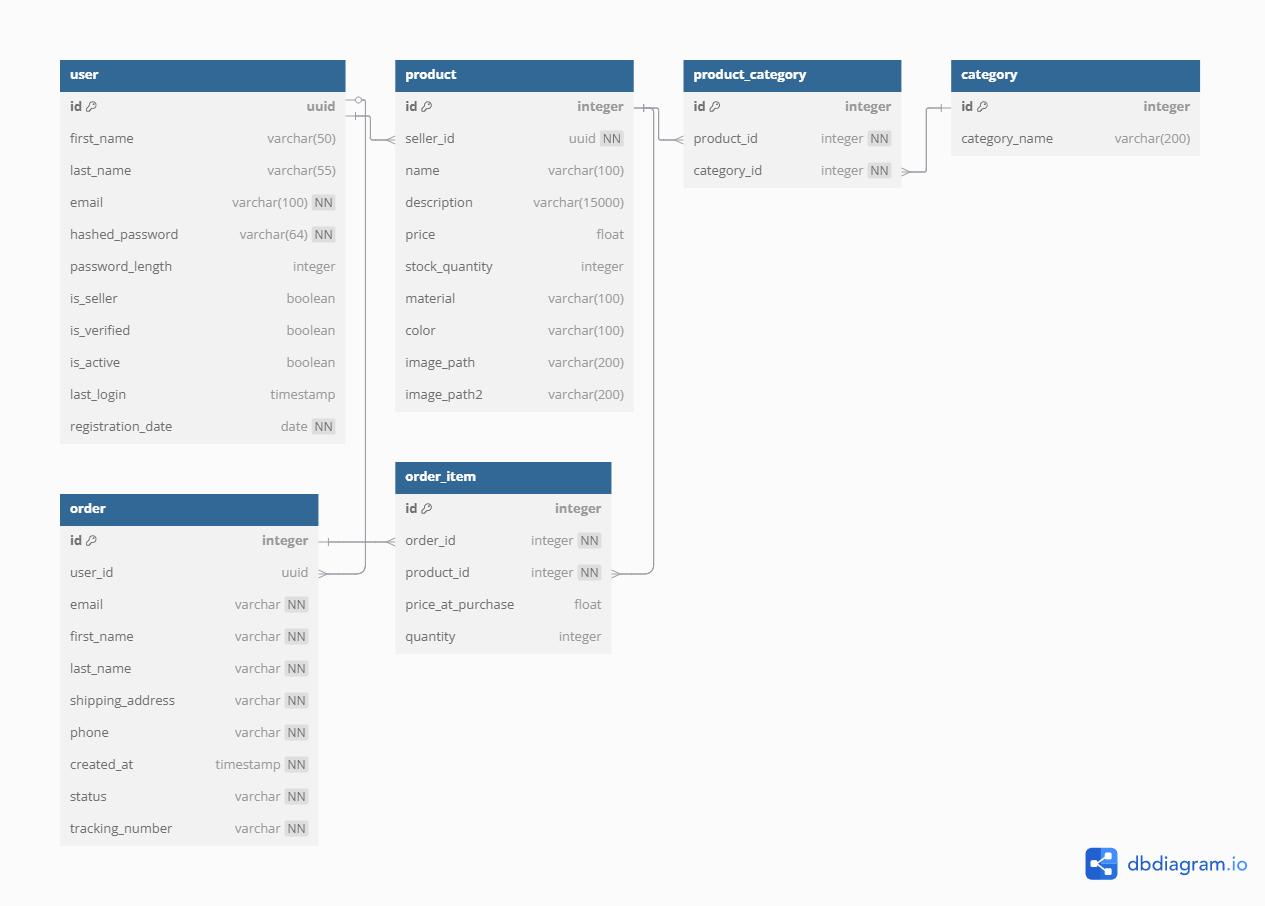 user
id uuid
first_name varchar(50)
last_name varchar(55)
email varchar(100) NN
hashed_password varchar(64) NN
password_length integer
is_seller boolean
is_verified boolean
is_active boolean
last_login timestamp
registration_date date NN
product
id integer
seller_id uuid NN
name varchar(100)
description varchar(15000)
price float
stock_quantity integer
material varchar(100)
color varchar(100)
image_path varchar(200)
image_path2 varchar(200)
product_category
id integer
product_id integer NN
category_id integer NN
category
id integer
category_name varchar(200)
order
id integer
user_id uuid
email varchar NN
first_name varchar NN
last_name varchar NN
shipping_address varchar NN
phone varchar NN
created_at timestamp NN
status varchar NN
tracking_number varchar NN
order_item
id integer
order_id integer NN
product_id integer NN
price_at_purchase float
quantity integer
dbdiagram.io